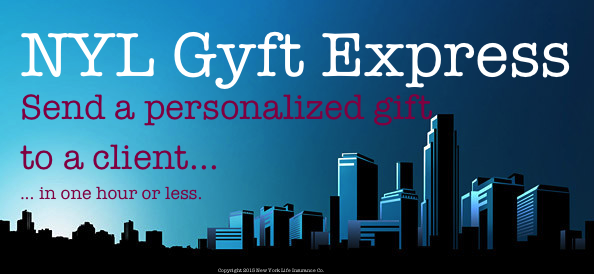 NYL Gyft Express
Send a personalized gift
to a client...
... in one hour or less.
Copyright 2015 New York Life Insurance Co.